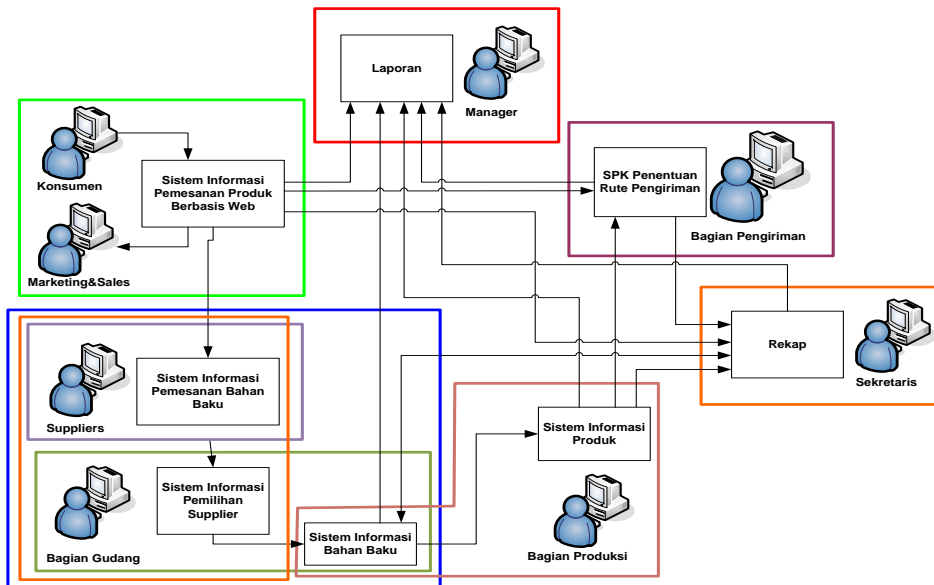 Laporan
Manager
Konsumen
Sistem Informasi
Pemesanan Produk
Berbasis Web
Marketing&Sales
SPK Penentuan
Rute Pengiriman
Bagian Pengiriman
Rekap
Sekretaris
Suppliers
Sistem Informasi
Pemesanan Bahan
Baku
Sistem Informasi
Produk
Bagian Gudang
Sistem Informasi
Pemilihan
Supplier
Sistem Informasi
Bahan Baku
Bagian Produksi